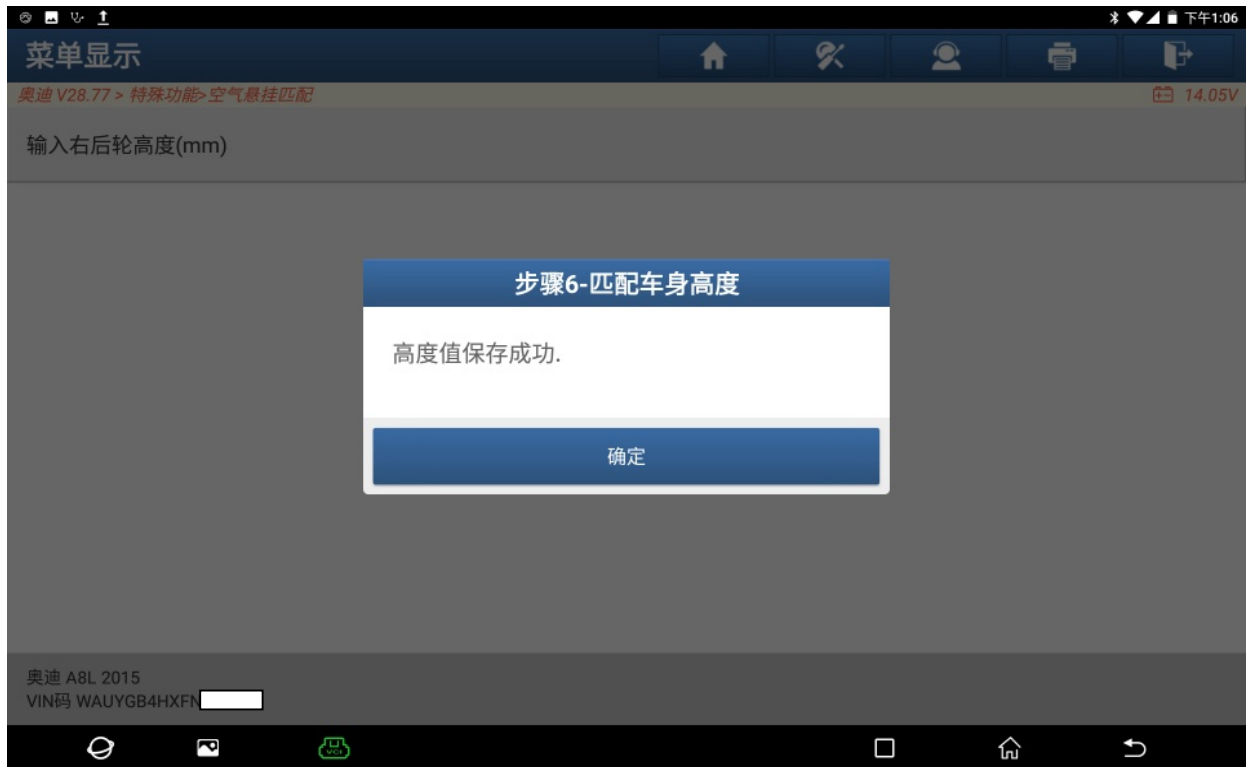 下午1:06
菜单显示
奥迪 V28.77 > 特殊功能>空气悬挂匹配
14.05V
输入右后轮高度(mm)
步骤6-匹配车身高度
高度值保存成功.
确定
奥迪 A8L 2015
VIN码 WAUYGB4HXFN
VCI